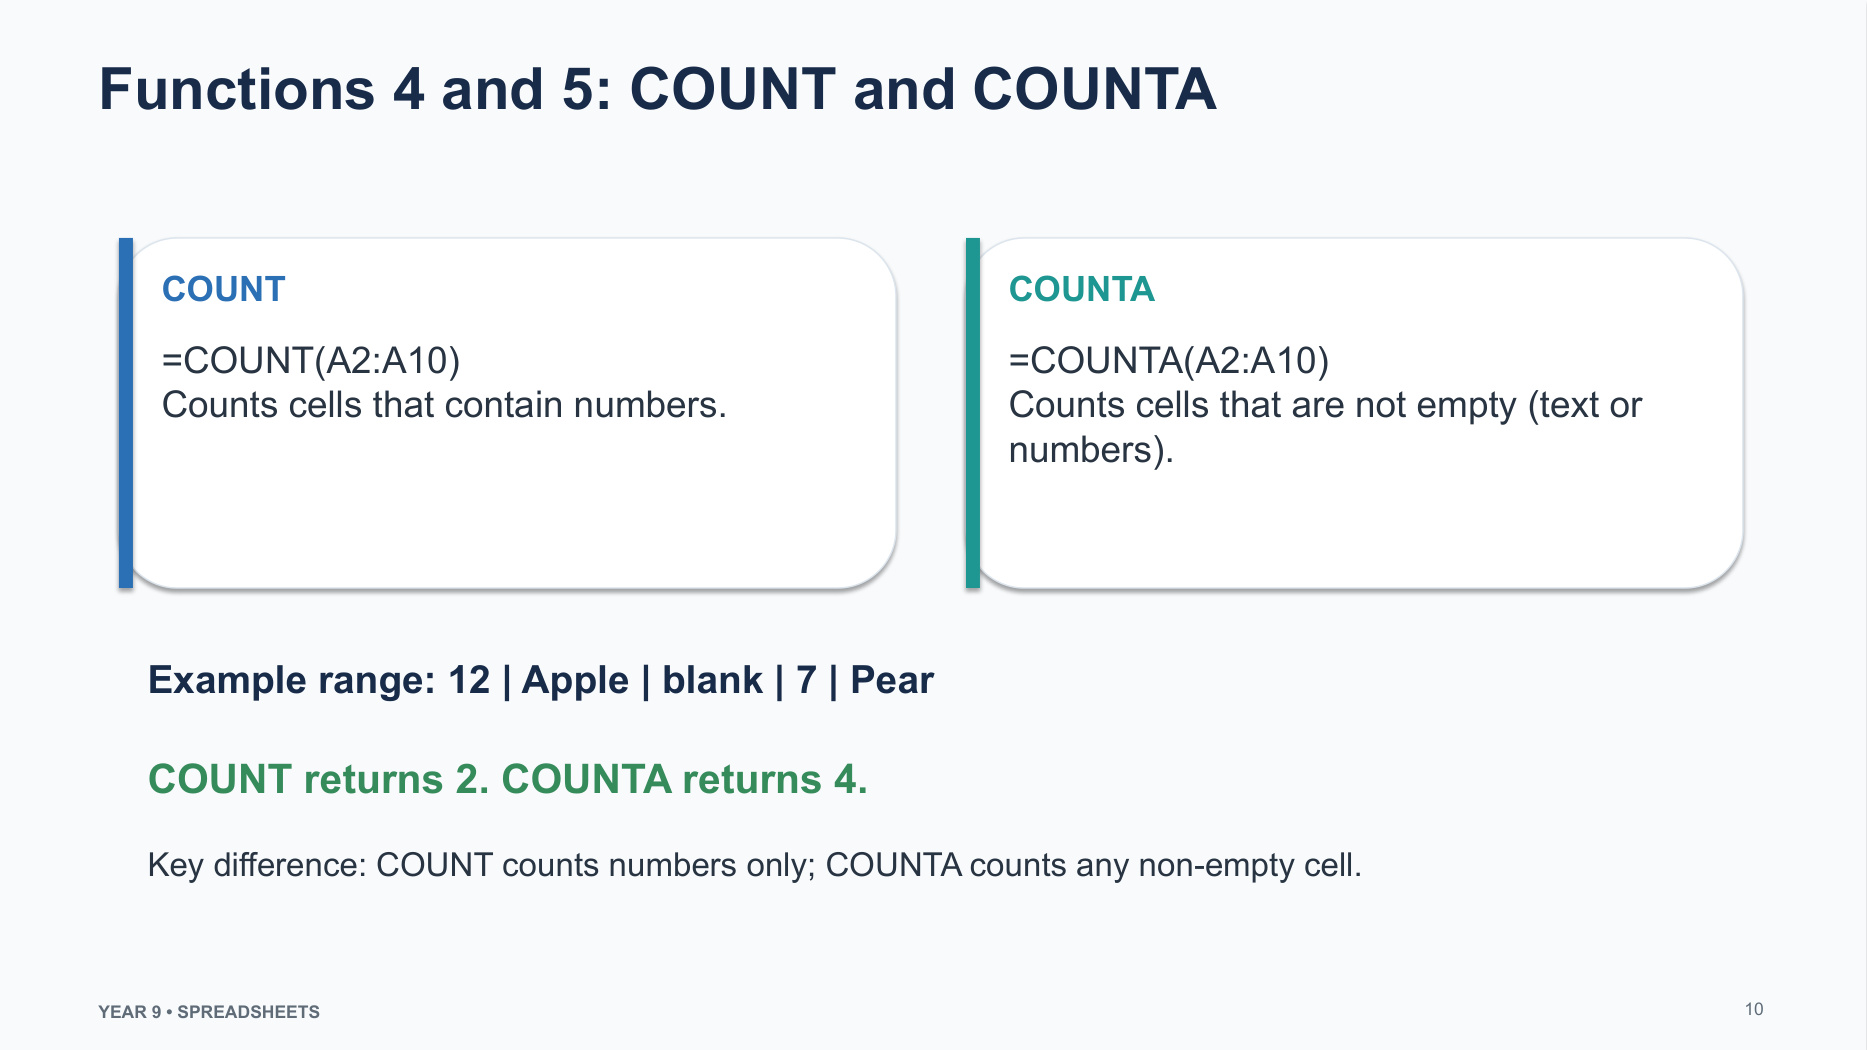 Functions 4 and 5: COUNT and COUNTA
COUNT
=COUNT(A2:A10)
Counts cells that contain numbers.
COUNTA
=COUNTA(A2:A10)
Counts cells that are not empty (text or
numbers).
Example range: 12 | Apple | blank | 7 | Pear
COUNT returns 2. COUNTA returns 4.
Key difference: COUNT counts numbers only; COUNTA counts any non-empty cell.
YEAR 9 • SPREADSHEETS
10